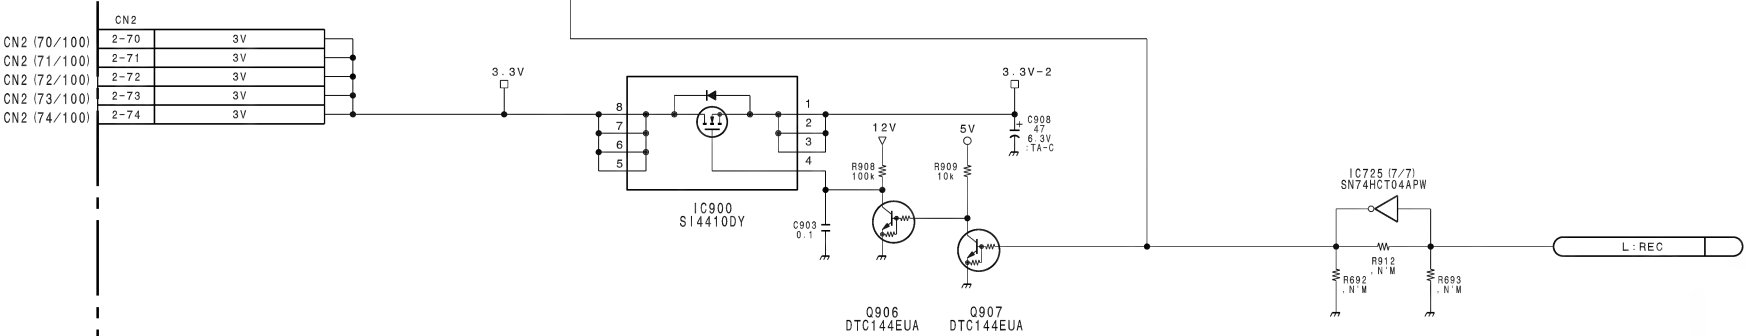 CN2
CN2 (70/100) 2-70 3V
CN2 (71/100) 2-71 3V
CN2 (72/100) 2-72 3V
CN2 (73/100) 2-73 3V
CN2 (74/100) 2-74 3V
3.3V
8
7
6
5
1
2
3
4
IC900
SI4410DY
3.3V-2
C908
+ 47
6.3V
:TA-C
12V
5V
R908
100k
R909
10k
C903
0.1
Q906
DTC144EUA
Q907
DTC144EUA
IC725 (7/7)
SN74HCT04APW
R912
.N'M
R692
.N'M
R693
.N'M
L:REC